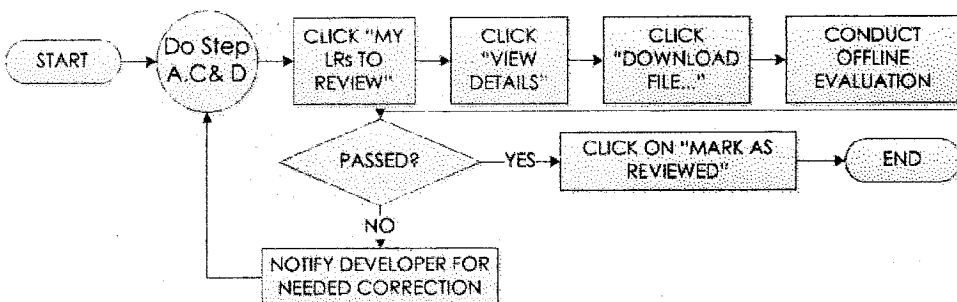 START
Do Step
A.C& D
CLICK "MY
LRs TO
REVIEW"
CLICK
"VIEW
DETAILS"
CLICK
"DOWNLOAD
FILE..."
CONDUCT
OFFLINE
EVALUATION
PASSED?
YES
CLICK ON "MARK AS
REVIEWED"
END
NO
NOTIFY DEVELOPER FOR
NEEDED CORRECTION